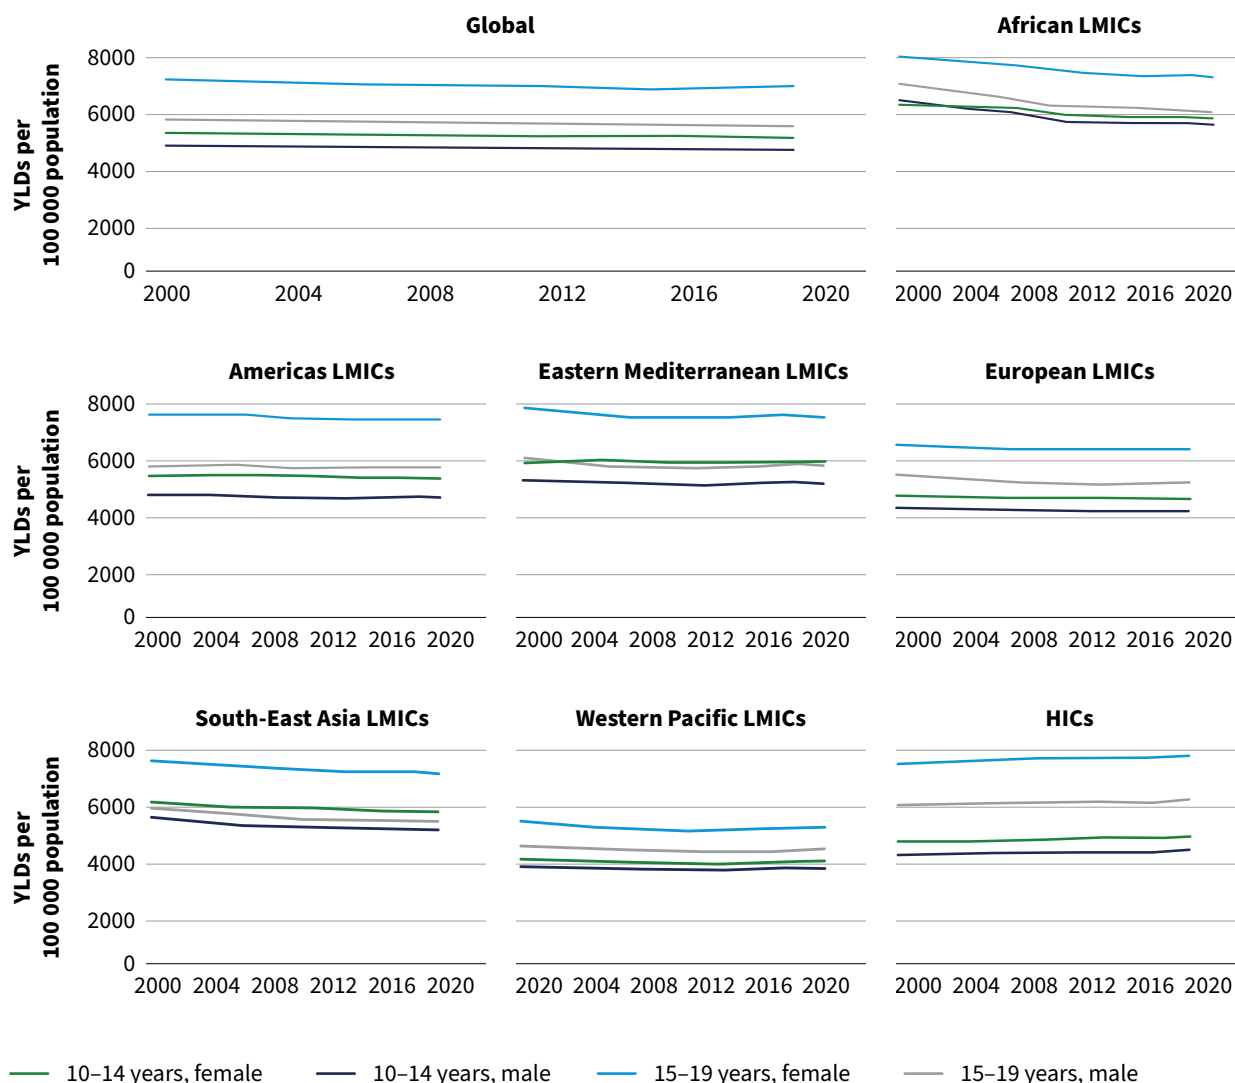 Global
African LMICs
YLDs per
100 000 population
8000
6000
4000
2000
0
2000 2004 2008 2012 2016 2020
2000 2004 2008 2012 2016 2020
Americas LMICs
Eastern Mediterranean LMICs
European LMICs
YLDs per
100 000 population
8000
6000
4000
2000
0
2000 2004 2008 2012 2016 2020
2000 2004 2008 2012 2016 2020
2000 2004 2008 2012 2016 2020
South-East Asia LMICs
Western Pacific LMICs
HICs
YLDs per
100 000 population
8000
6000
4000
2000
0
2000 2004 2008 2012 2016 2020
2020 2004 2008 2012 2016 2020
2000 2004 2008 2012 2016 2020
10–14 years, female
10–14 years, male
15–19 years, female
15–19 years, male